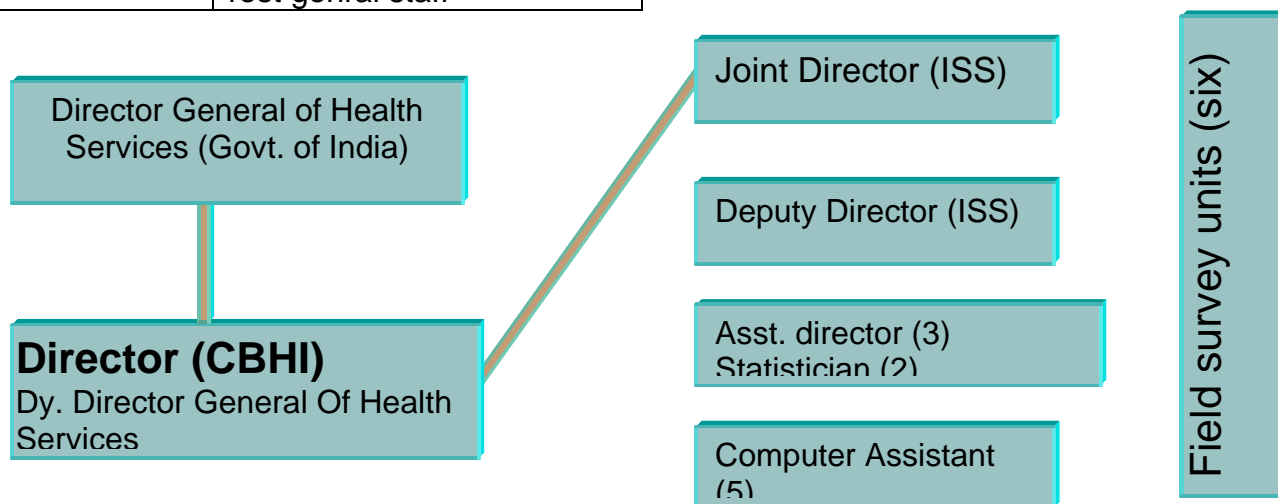 Director General of Health
Services (Govt. of India)
Director (CBHI)
Dy. Director General Of Health
Services
Joint Director (ISS)
Deputy Director (ISS)
Asst. director (3)
Statistician (2)
Computer Assistant
(5)
Field survey units (six)